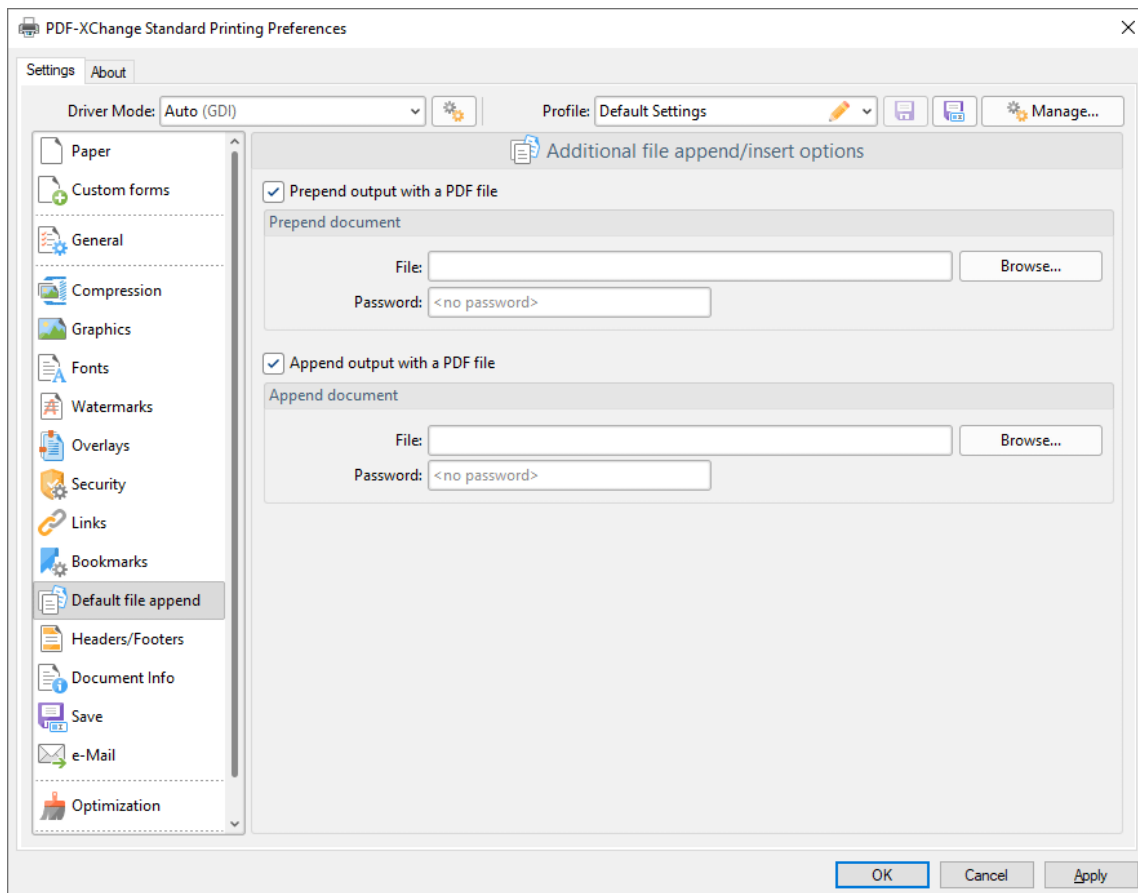 PDF-XChange Standard Printing Preferences
Settings About
Driver Mode: Auto (GDI) Profile: Default Settings Manage...
Paper
Custom forms
General
Compression
Graphics
Fonts
Watermarks
Overlays
Security
Links
Bookmarks
Default file append
Headers/Footers
Document Info
Save
e-Mail
Optimization
Additional file append/insert options
Prepend output with a PDF file
Prepend document
File: Browse...
Password: <no password>
Append output with a PDF file
Append document
File: Browse...
Password: <no password>
OK Cancel Apply